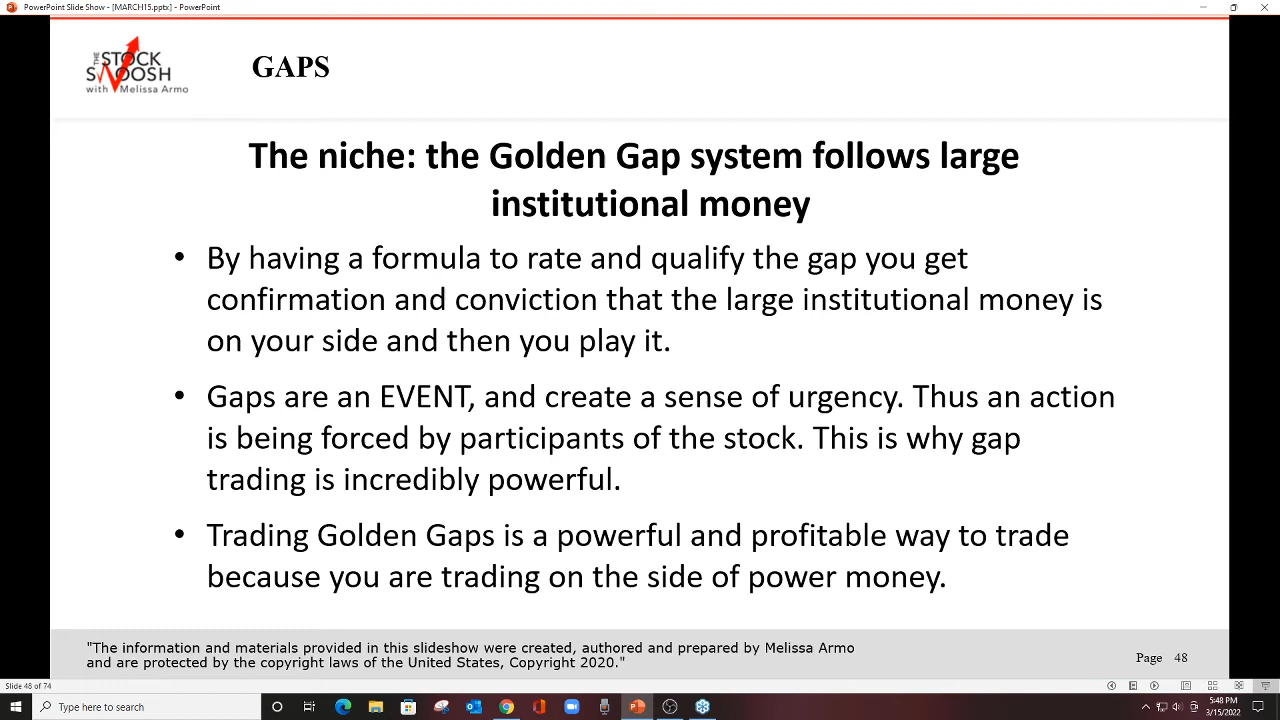 PowerPoint Slide Show - [MARCH15.pptx] - PowerPoint
THE
STOCK
SWOOSH
with Melissa Armo
GAPS
The niche: the Golden Gap system follows large
institutional money
• By having a formula to rate and qualify the gap you get
confirmation and conviction that the large institutional money is
on your side and then you play it.
• Gaps are an EVENT, and create a sense of urgency. Thus an action
is being forced by participants of the stock. This is why gap
trading is incredibly powerful.
• Trading Golden Gaps is a powerful and profitable way to trade
because you are trading on the side of power money.
"The information and materials provided in this slideshow were created, authored and prepared by Melissa Armo
and are protected by the copyright laws of the United States, Copyright 2020."
Page 48
Slide 48 of 74
Type here to search
5:48 PM
3/15/2022